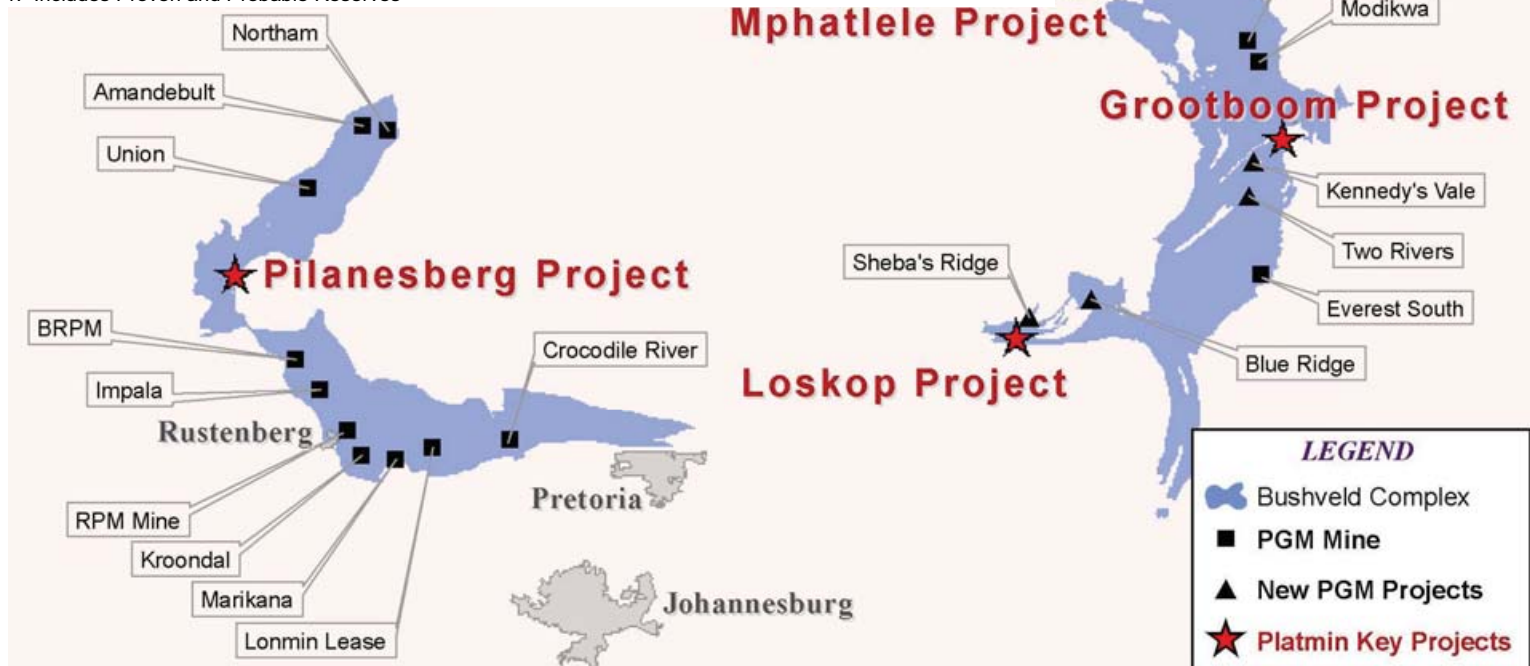 Modikwa
Northam
Mphatlele Project
Amandebult
Grootboom Project
Union
Kennedy's Vale
Two Rivers
Sheba's Ridge
Pilanesberg Project
Everest South
BRPM
Crocodile River
Blue Ridge
Impala
Loskop Project
Rustenberg
LEGEND
Bushveld Complex
Pretoria
RPM Mine
PGM Mine
Kroondal
Marikana
New PGM Projects
Johannesburg
Lonmin Lease
Platmin Key Projects